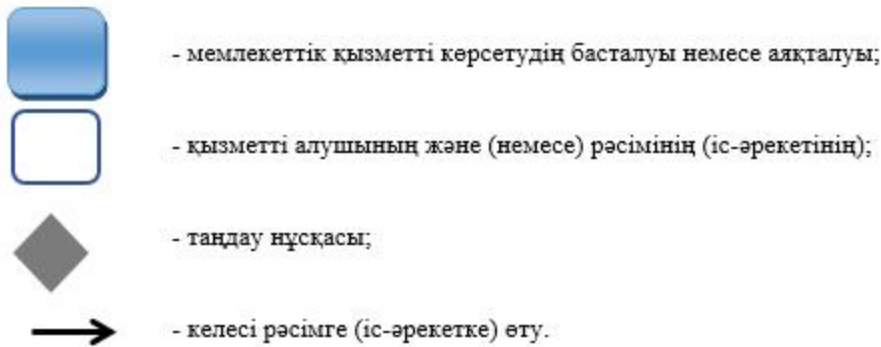 - мемлекеттік қызметті көрсетудің басталуы немесе аяқталуы;
- қызметті алушының және (немесе) рәсімінің (іс-әрекетінің);
- таңдау нұсқасы;
- келесі рәсімге (іс-әрекетке) өту.